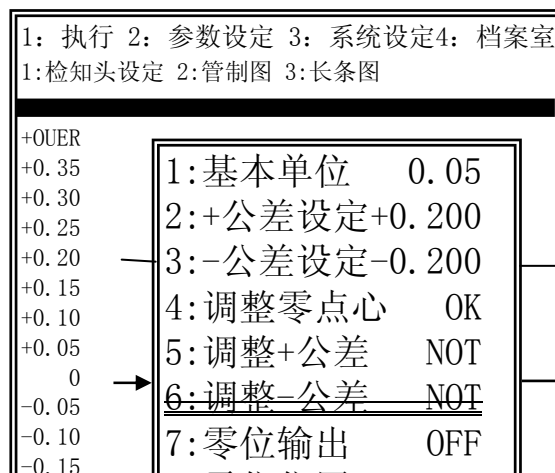 1: 执行 2: 参数设定 3: 系统设定4: 档案室
1:检知头设定 2:管制图 3:长条图
+OUER
+0.35
+0.30
+0.25
+0.20
+0.15
+0.10
+0.05
0
-0.05
-0.10
-0.15
1:基本单位 0.05
2:+公差设定+0.200
3:-公差设定-0.200
4:调整零点心 OK
5:调整+公差 NOT
6:调整-公差 NOT
7:零位输出 OFF